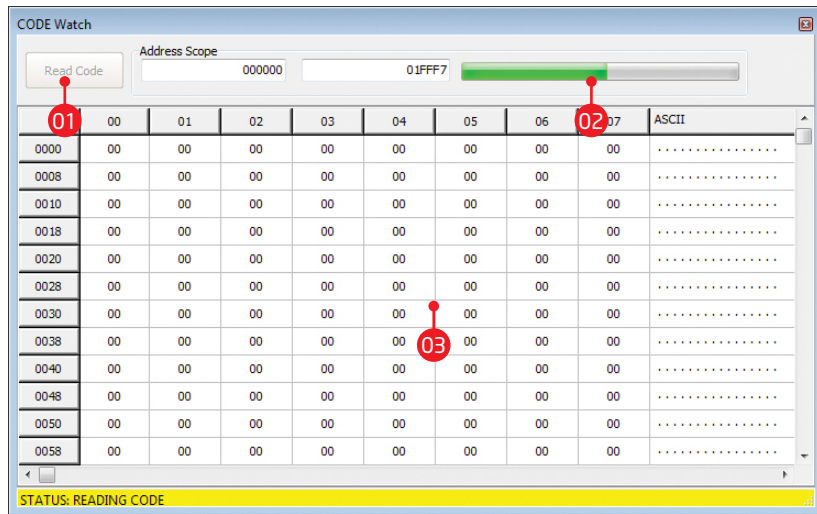 CODE Watch
Address Scope
Read Code 000000 01FFF7
01 02
00 01 02 03 04 05 06 07 ASCII
0000 00 00 00 00 00 00 00 00 ................
0008 00 00 00 00 00 00 00 00 ................
0010 00 00 00 00 00 00 00 00 ................
0018 00 00 00 00 00 00 00 00 ................
0020 00 00 00 00 00 00 00 00 ................
0028 00 00 00 00 00 00 00 00 ................
0030 00 00 00 00 00 00 00 00 ................
0038 00 00 00 00 00 00 00 00 ................
03
0040 00 00 00 00 00 00 00 00 ................
0048 00 00 00 00 00 00 00 00 ................
0050 00 00 00 00 00 00 00 00 ................
0058 00 00 00 00 00 00 00 00 ................
STATUS: READING CODE